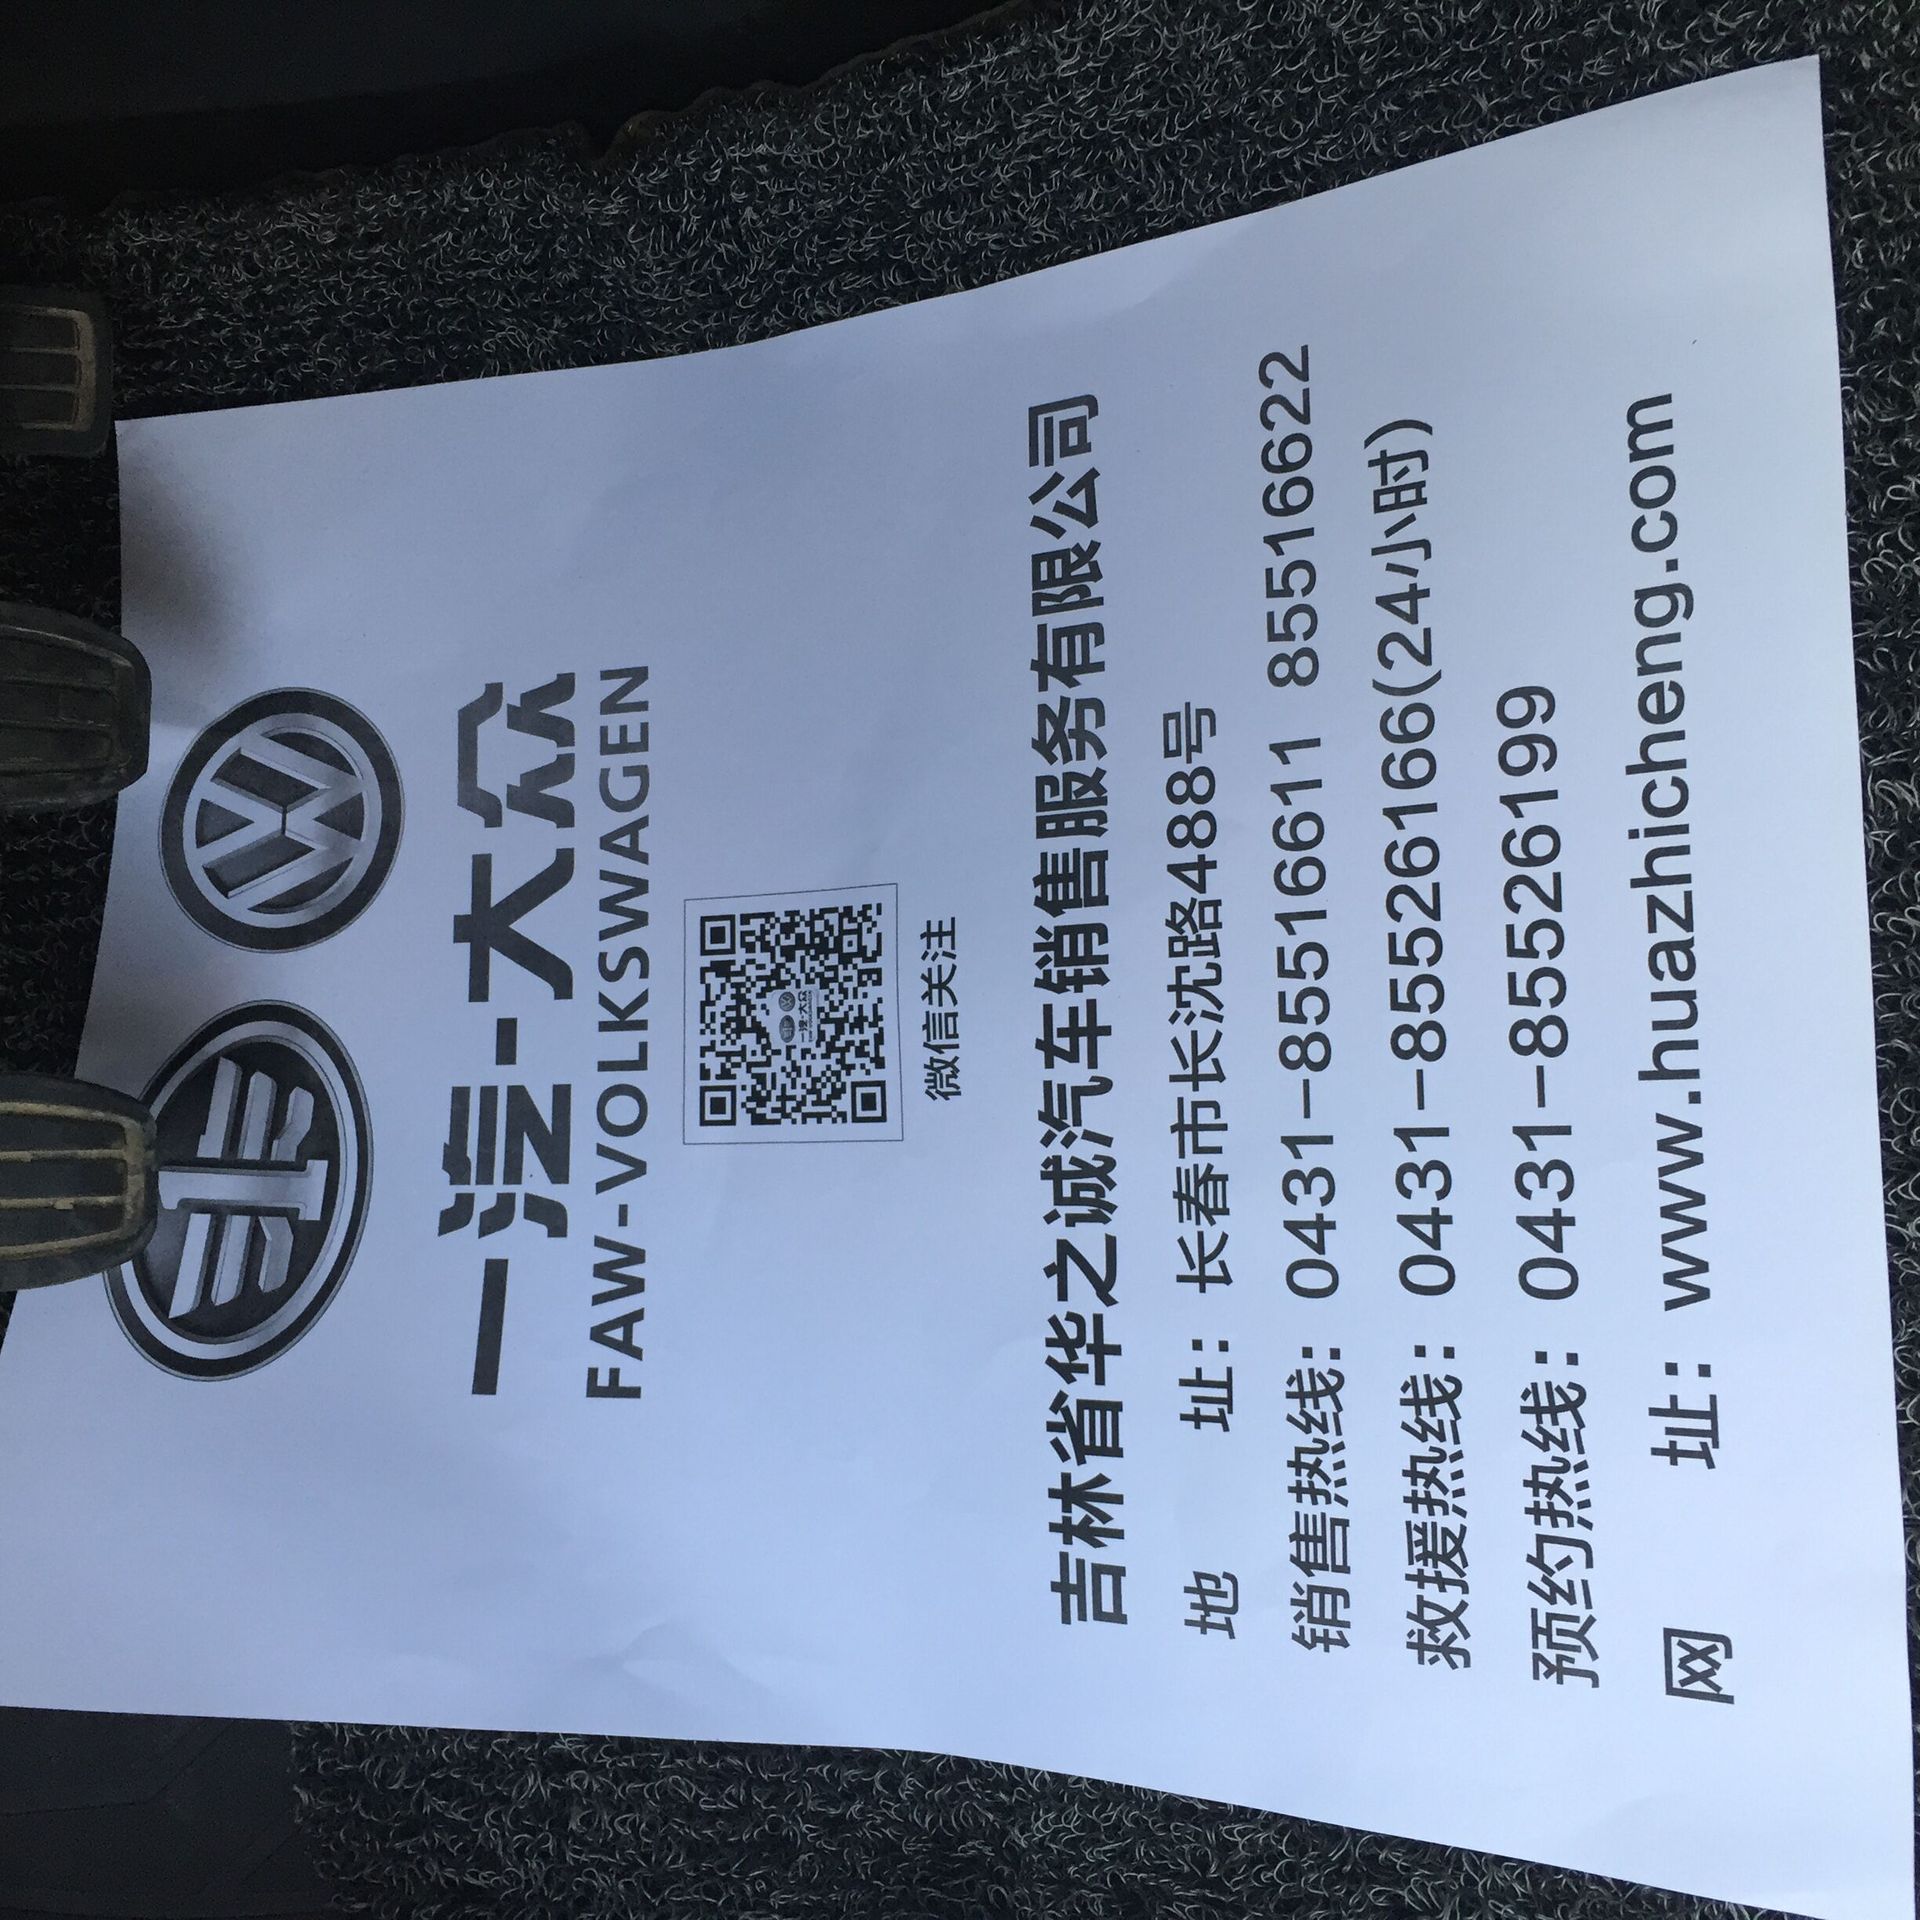 一汽-大众
FAW-VOLKSWAGEN
微信关注
吉林省华之诚汽车销售服务有限公司
地 址：长春市长沈路488号
销售热线：0431-85516611 85516622
救援热线：0431-85526166(24小时)
预约热线：0431-85526199
网 址：www.huazhicheng.com